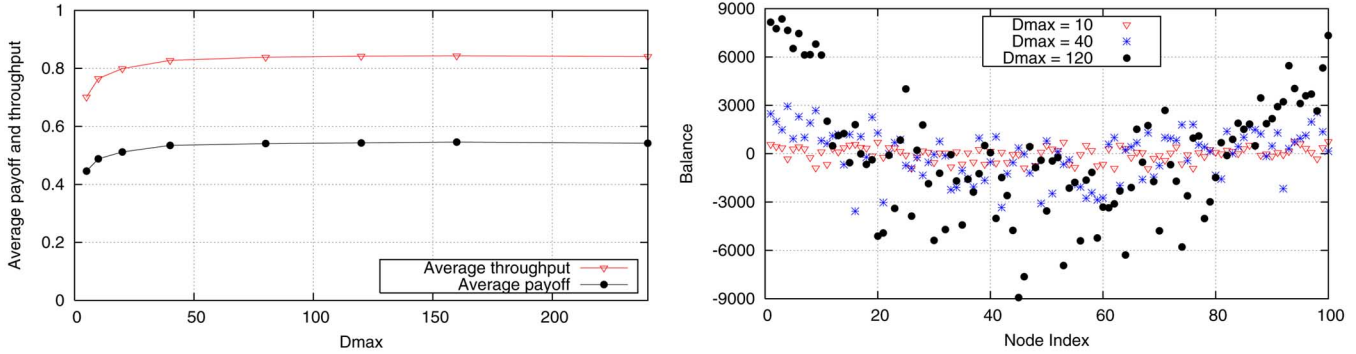 Average payoff and throughput
1
0.8
0.6
0.4
0.2
0
Average throughput
Average payoff
0
50
100
150
200
Dmax
Balance
9000
6000
3000
0
-3000
-6000
-9000
Dmax = 10
Dmax = 40
Dmax = 120
0
20
40
60
80
100
Node Index